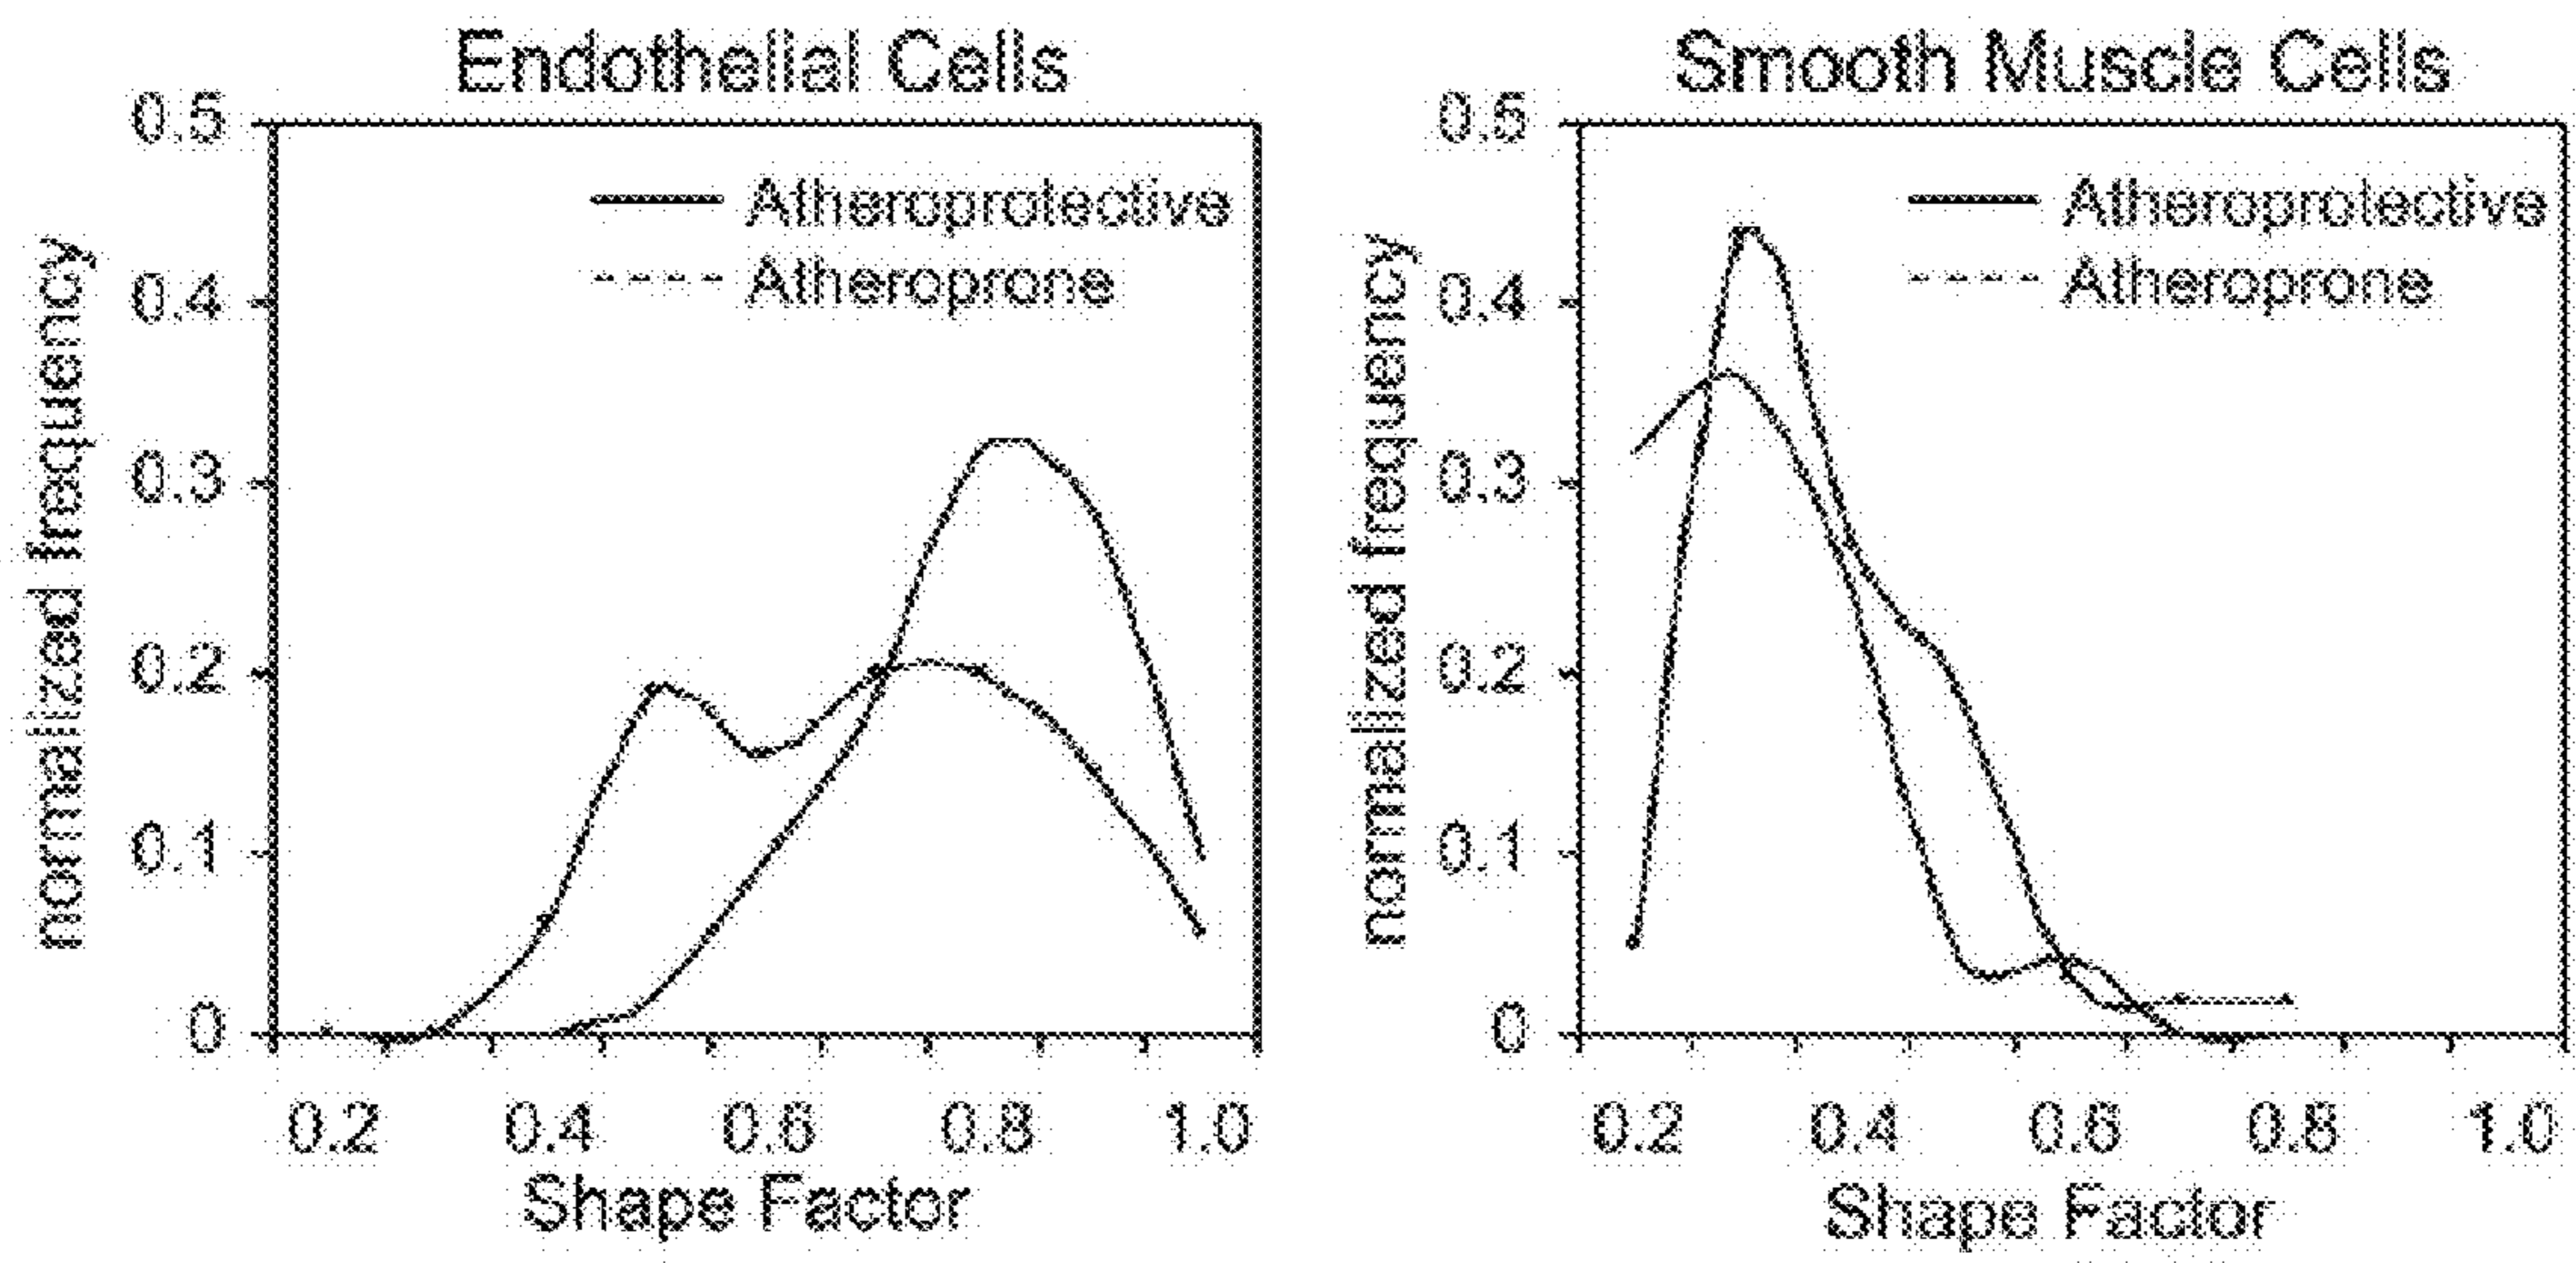 Endothelial Cells
0.5
0.4
0.3
0.2
0.1
0
normalized frequency
Atheroprotective
Atheroprone
0.2 0.4 0.6 0.8 1.0
Shape Factor
Smooth Muscle Cells
0.5
0.4
0.3
0.2
0.1
0
normalized frequency
Atheroprotective
Atheroprone
0.2 0.4 0.6 0.8 1.0
Shape Factor